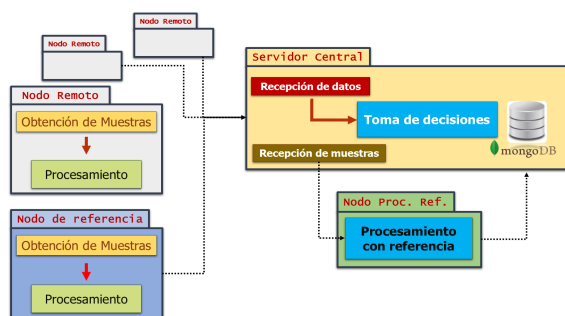 Nodo Remoto
Nodo Remoto
Nodo Remoto
Obtención de Muestras
Procesamiento
Nodo de referencia
Obtención de Muestras
Procesamiento
Servidor Central
Recepción de datos
Toma de decisiones
Recepción de muestras
mongoDB
Nodo Proc. Ref.
Procesamiento
con referencia